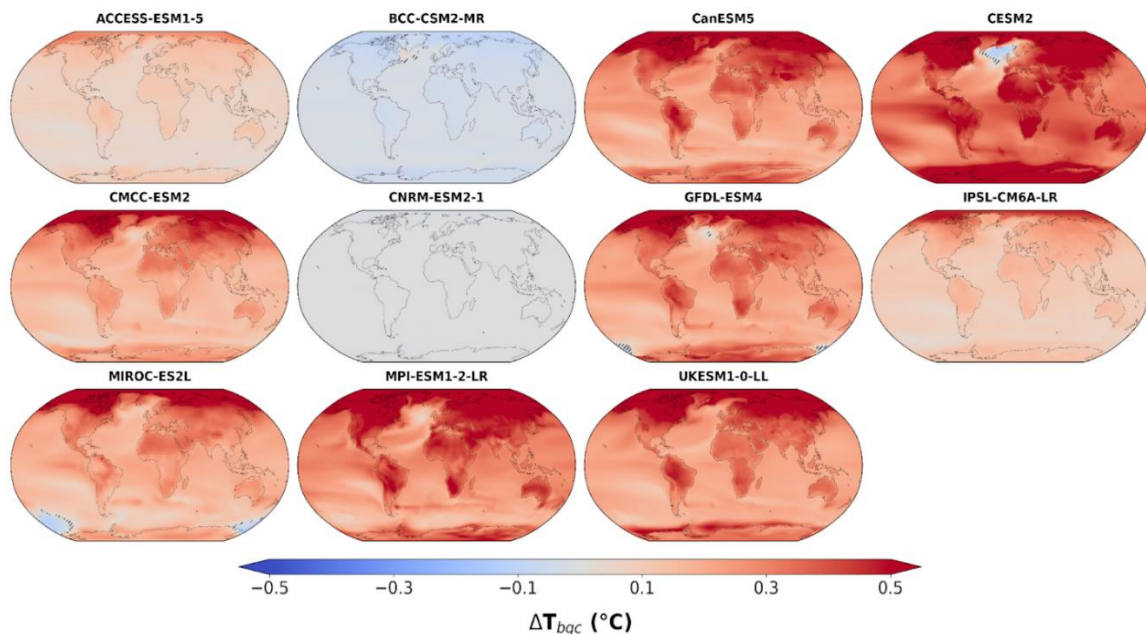 ACCESS-ESM1-5 BCC-CSM2-MR CanESM5 CESM2
CMCC-ESM2 CNRM-ESM2-1 GFDL-ESM4 IPSL-CM6A-LR
MIROC-ES2L MPI-ESM1-2-LR UKESM1-0-LL
−0.5 −0.3 −0.1 0.1 0.3 0.5
ΔT_bgc (°C)